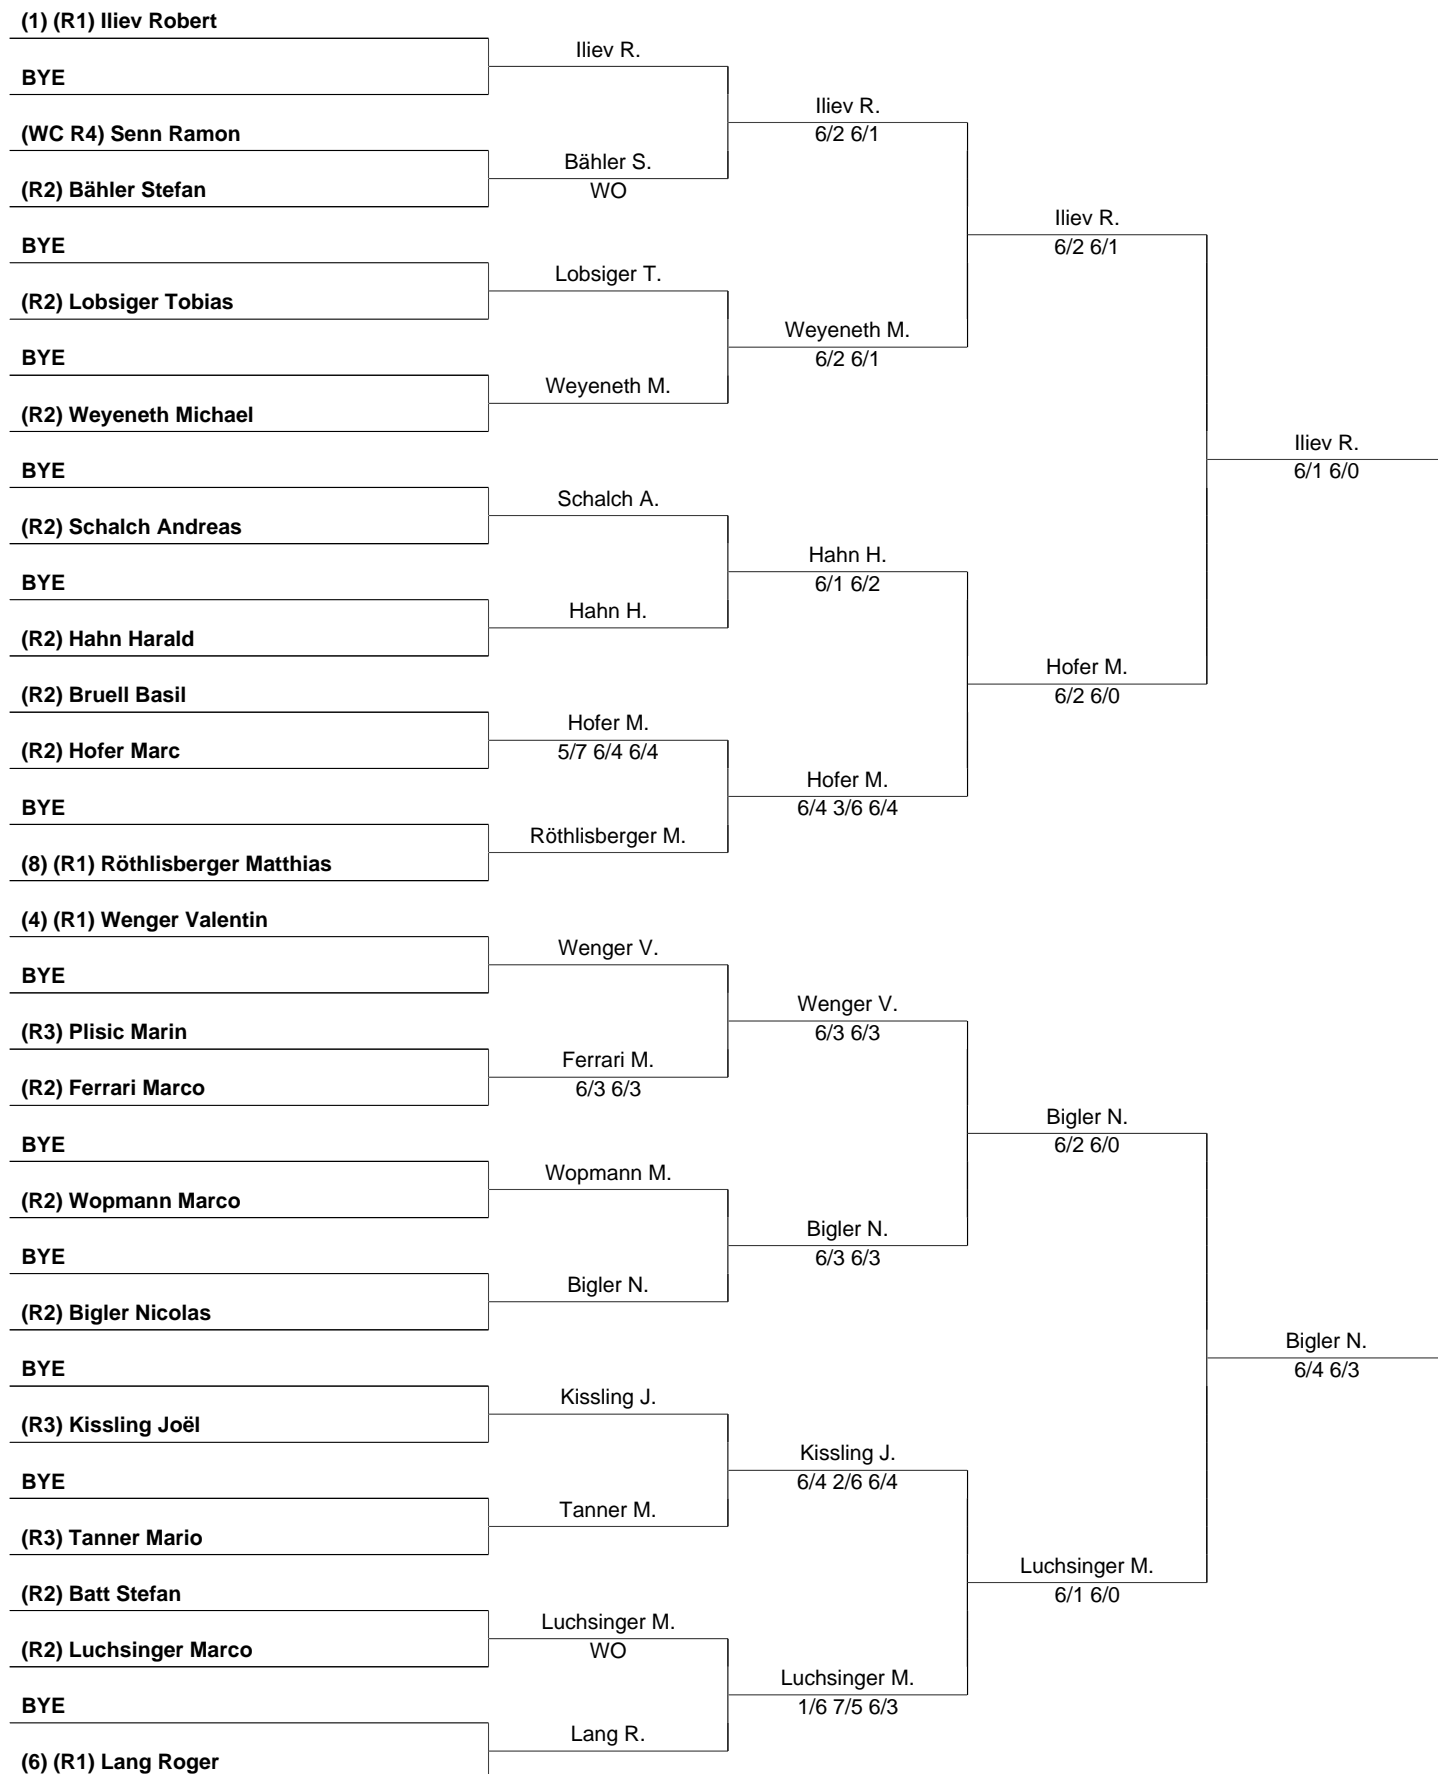 (1) (R1) Iliev Robert
Iliev R.
BYE
Iliev R.
6/2 6/1
(WC R4) Senn Ramon
Bähler S.
WO
(R2) Bähler Stefan
Iliev R.
6/2 6/1
BYE
Lobsiger T.
(R2) Lobsiger Tobias
Weyeneth M.
6/2 6/1
BYE
Weyeneth M.
(R2) Weyeneth Michael
Iliev R.
6/1 6/0
BYE
Schalch A.
(R2) Schalch Andreas
Hahn H.
6/1 6/2
BYE
Hahn H.
(R2) Hahn Harald
Hofer M.
6/2 6/0
(R2) Bruell Basil
Hofer M.
5/7 6/4 6/4
(R2) Hofer Marc
Hofer M.
6/4 3/6 6/4
BYE
Röthlisberger M.
(8) (R1) Röthlisberger Matthias
(4) (R1) Wenger Valentin
Wenger V.
BYE
Wenger V.
6/3 6/3
(R3) Plisic Marin
Ferrari M.
6/3 6/3
(R2) Ferrari Marco
Bigler N.
6/2 6/0
BYE
Wopmann M.
(R2) Wopmann Marco
Bigler N.
6/3 6/3
BYE
Bigler N.
(R2) Bigler Nicolas
Bigler N.
6/4 6/3
BYE
Kissling J.
(R3) Kissling Joël
Kissling J.
6/4 2/6 6/4
BYE
Tanner M.
(R3) Tanner Mario
Luchsinger M.
6/1 6/0
(R2) Batt Stefan
Luchsinger M.
WO
(R2) Luchsinger Marco
Luchsinger M.
1/6 7/5 6/3
BYE
Lang R.
(6) (R1) Lang Roger